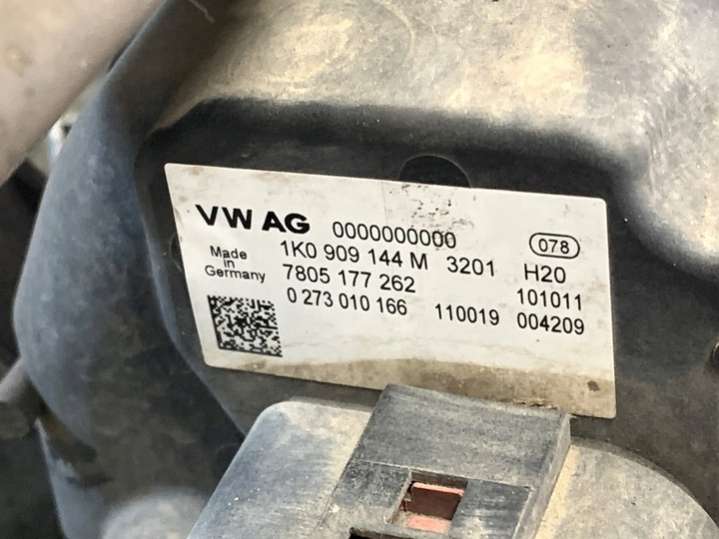 VW AG 0000000000 078
Made in Germany
1K0 909 144 M 3201 H20
7805 177 262 101011
0 273 010 166 110019 004209